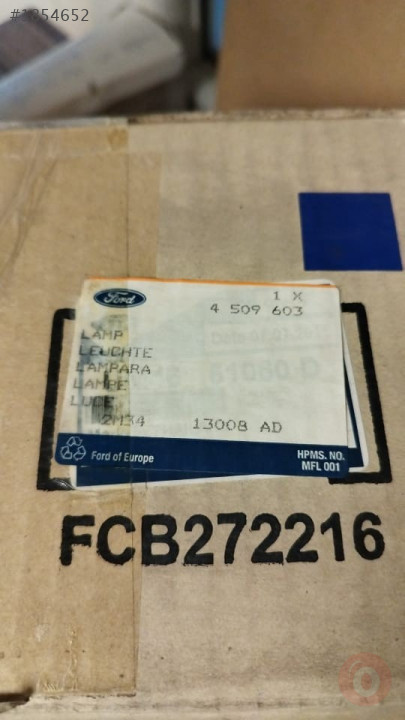 Ford
1 X
4 509 603
LAMP
LEUCHTE
LAMPARA
LAMPE
LUCE
2M34 13008 AD
Ford of Europe
HPMS. NO.
MFL 001
FCB272216